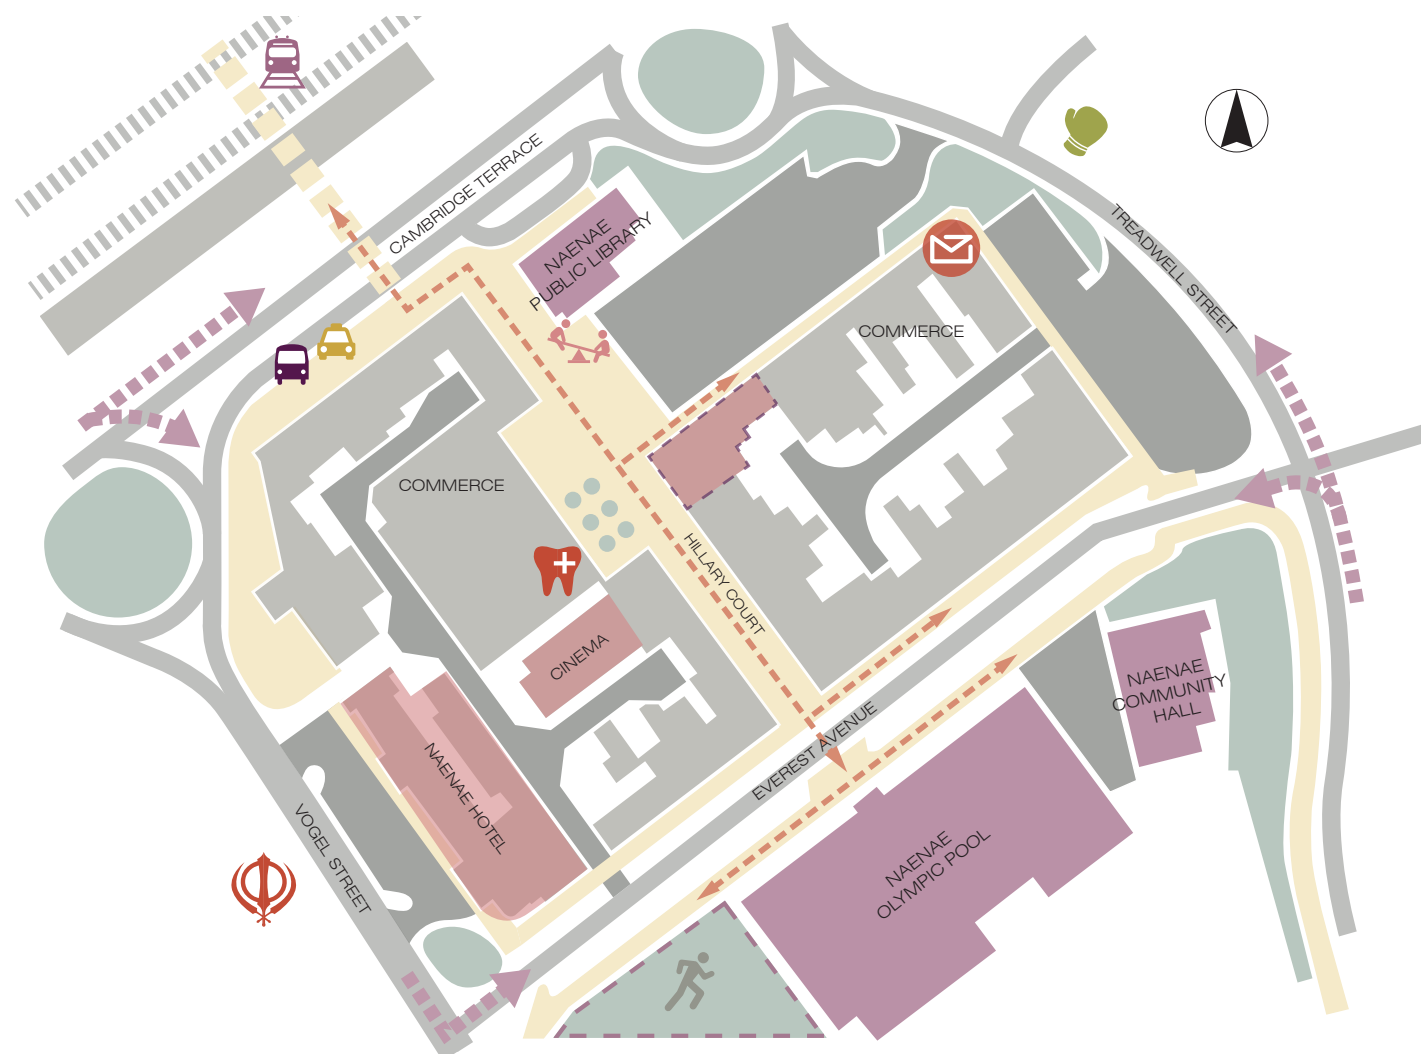 CAMBRIDGE TERRACE
NAENAE
PUBLIC LIBRARY
TREADWELL STREET
COMMERCE
COMMERCE
HILLARY COURT
CINEMA
NAENAE
COMMUNITY
HALL
NAENAE HOTEL
EVEREST AVENUE
VOGEL STREET
NAENAE
OLYMPIC POOL